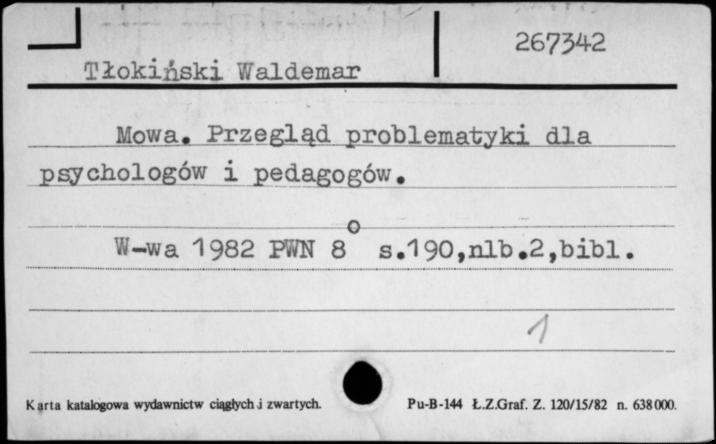 267342
Tłokiński Waldemar
Mowa. Przegląd problematyki dla
psychologów i pedagogów.
W-wa 1982 PWN 8° s.190,nlb.2,bibl.
1
Karta katalogowa wydawnictw ciągłych i zwartych. Pu-B-144 Ł.Z.Graf. Z. 120/15/82 n. 638000.